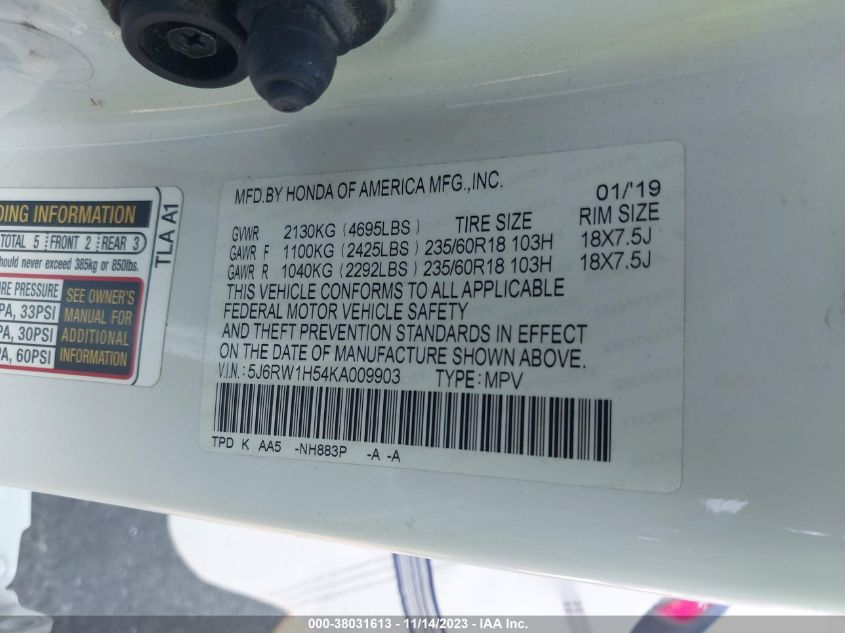 DING INFORMATION
TOTAL 5 FRONT 2 REAR 3
hould never exceed 385kg or 850lbs.
RE PRESSURE
PA, 33PSI
PA, 30PSI
PA, 60PSI
SEE OWNER'S
MANUAL FOR
ADDITIONAL
INFORMATION
TLA A1
MFD.BY HONDA OF AMERICA MFG.,INC. 01/'19
GVWR 2130KG (4695LBS) TIRE SIZE RIM SIZE
GAWR F 1100KG (2425LBS) 235/60R18 103H 18X7.5J
GAWR R 1040KG (2292LBS) 235/60R18 103H 18X7.5J
THIS VEHICLE CONFORMS TO ALL APPLICABLE
FEDERAL MOTOR VEHICLE SAFETY
AND THEFT PREVENTION STANDARDS IN EFFECT
ON THE DATE OF MANUFACTURE SHOWN ABOVE.
V.I.N.: 5J6RW1H54KA009903 TYPE: MPV
TPD K AA5 -NH883P -A -A
000-38031613 - 11/14/2023 - IAA Inc.